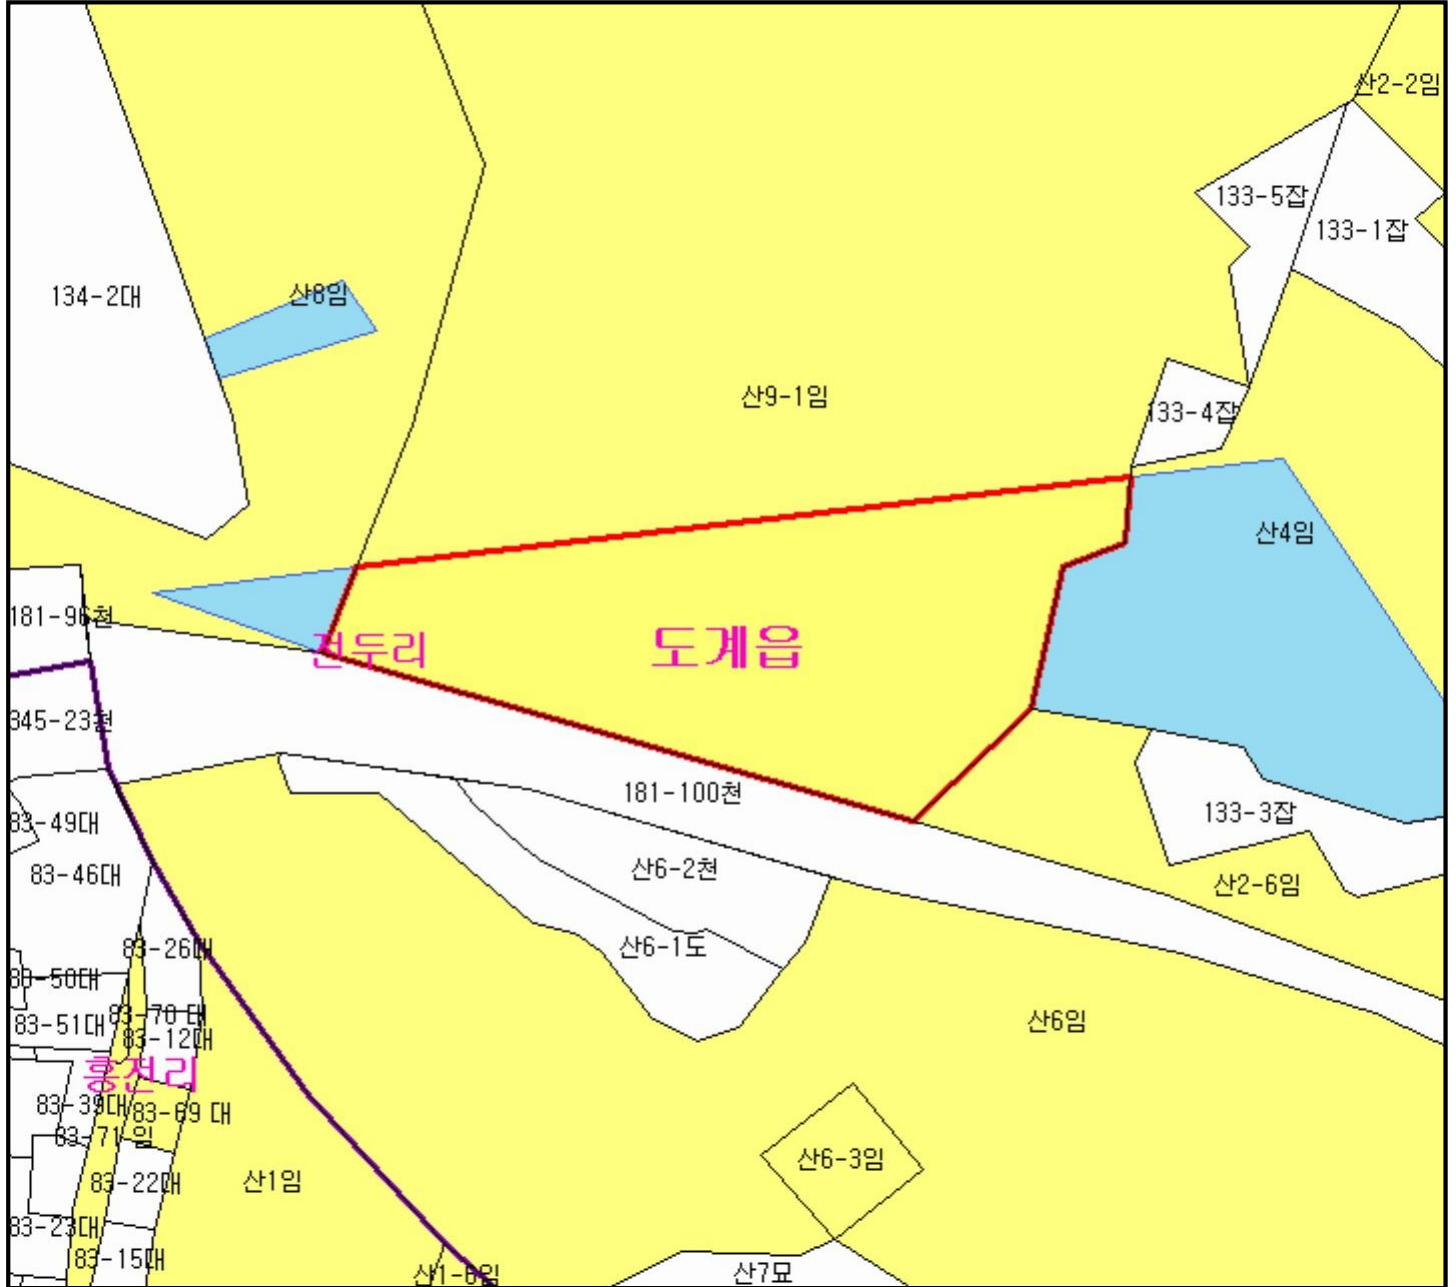 산2-2임
133-5잡
133-1잡
134-2대
산8임
산9-1임
133-4잡
산4임
181-96천
전두리
도계읍
345-23천
181-100천
133-3잡
83-49대
83-46대
산6-2천
산2-6임
83-26대
산6-1도
83-50대
83-70 대
83-51대
83-12대
산6임
흥전리
83-39대
83-69 대
83-71 임
산6-3임
83-22대
산1임
83-23대
83-15대
산1-6임
산7묘